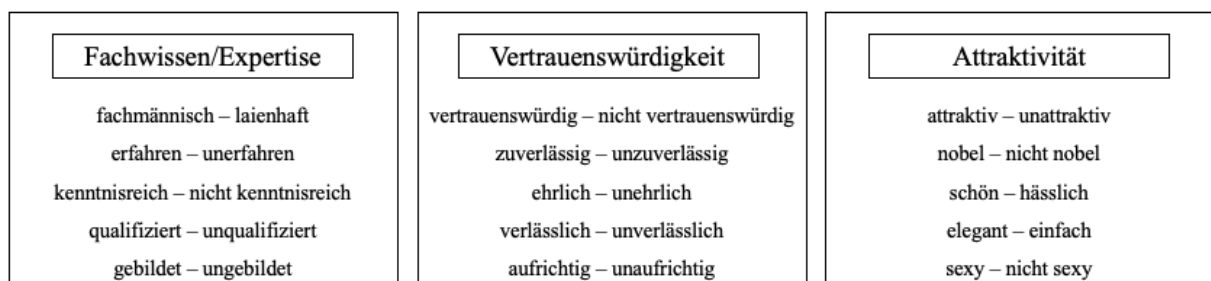 Fachwissen/Expertise
fachmännisch – laienhaft
erfahren – unerfahren
kenntnisreich – nicht kenntnisreich
qualifiziert – unqualifiziert
gebildet – ungebildet
Vertrauenswürdigkeit
vertrauenswürdig – nicht vertrauenswürdig
zuverlässig – unzuverlässig
ehrlich – unehrlich
verlässlich – unverlässlich
aufrichtig – unaufrichtig
Attraktivität
attraktiv – unattraktiv
nobel – nicht nobel
schön – hässlich
elegant – einfach
sexy – nicht sexy